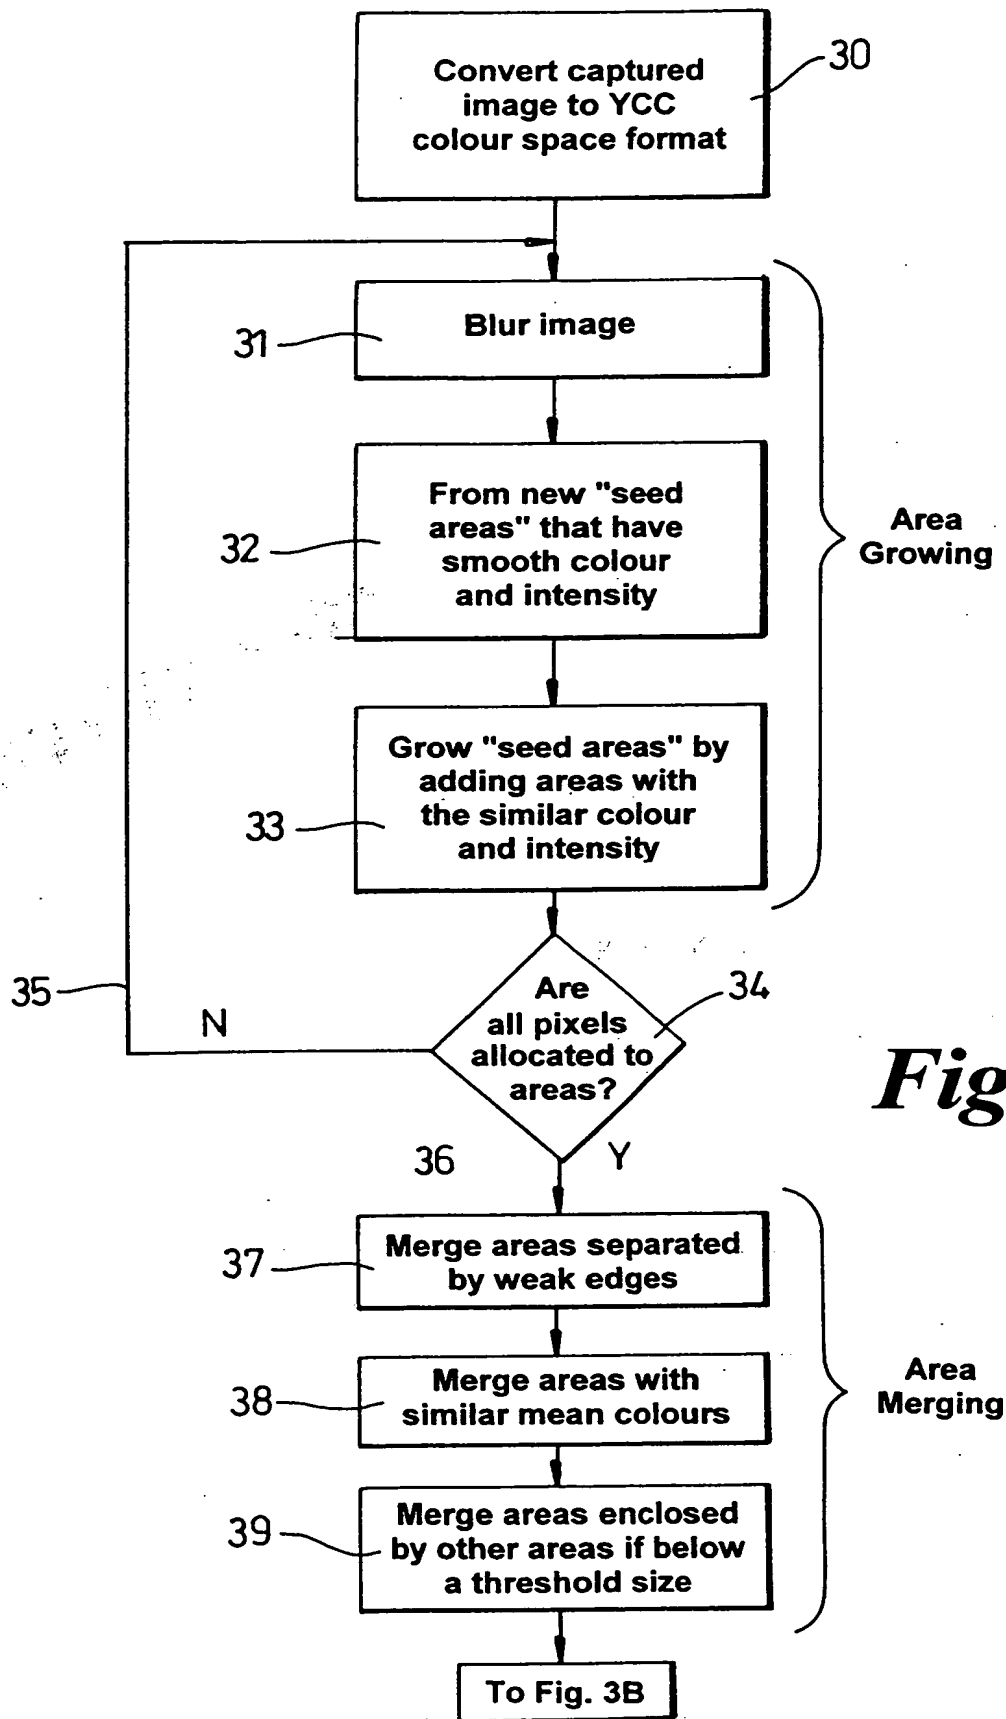 Convert captured
image to YCC
colour space format
30
Blur image
31
From new "seed
areas" that have
smooth colour
and intensity
32
Area
Growing
Grow "seed areas" by
adding areas with
the similar colour
and intensity
33
Are
all pixels
allocated to
areas?
34
35
N
Fig
36
Y
Merge areas separated
by weak edges
37
Merge areas with
similar mean colours
38
Area
Merging
Merge areas enclosed
by other areas if below
a threshold size
39
To Fig. 3B